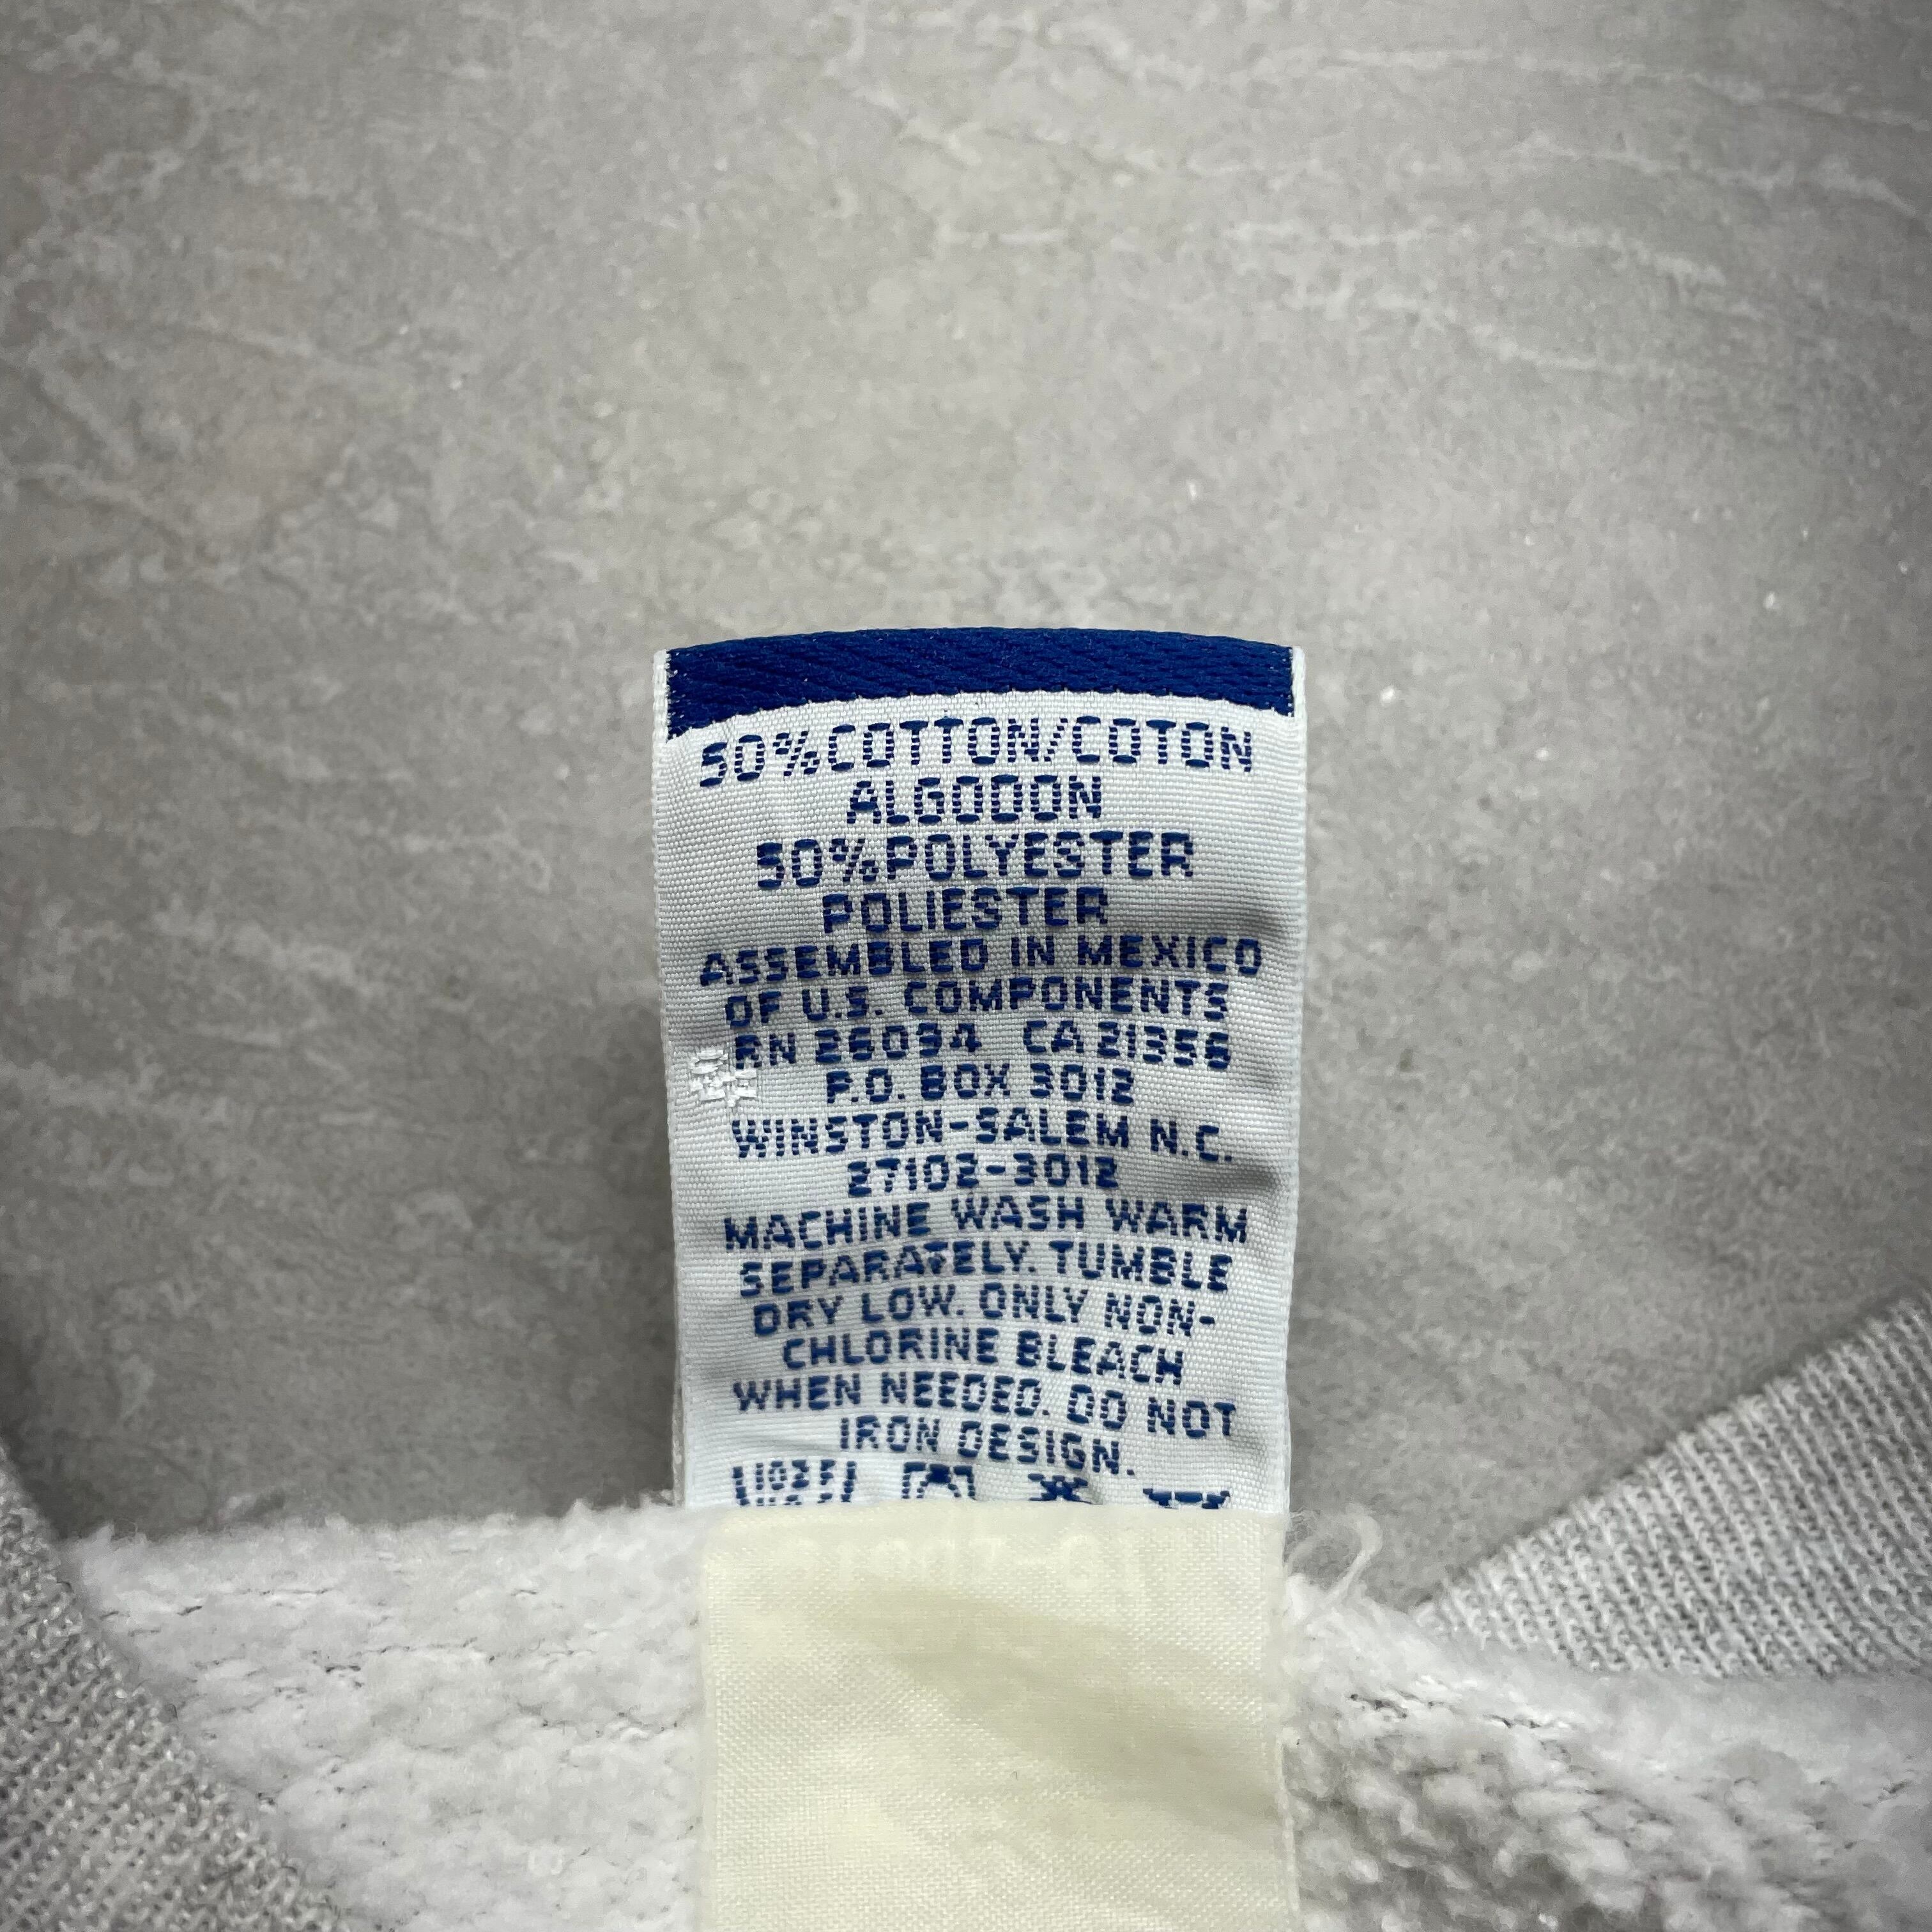 50%COTTON/COTON
ALGODON
50%POLYESTER
POLIESTER
ASSEMBLED IN MEXICO
OF U.S. COMPONENTS
RN 26094 CA 21356
P.O. BOX 3012
WINSTON-SALEM N.C.
27102-3012
MACHINE WASH WARM
SEPARATELY. TUMBLE
DRY LOW. ONLY NON-
CHLORINE BLEACH
WHEN NEEDED. DO NOT
IRON DESIGN.